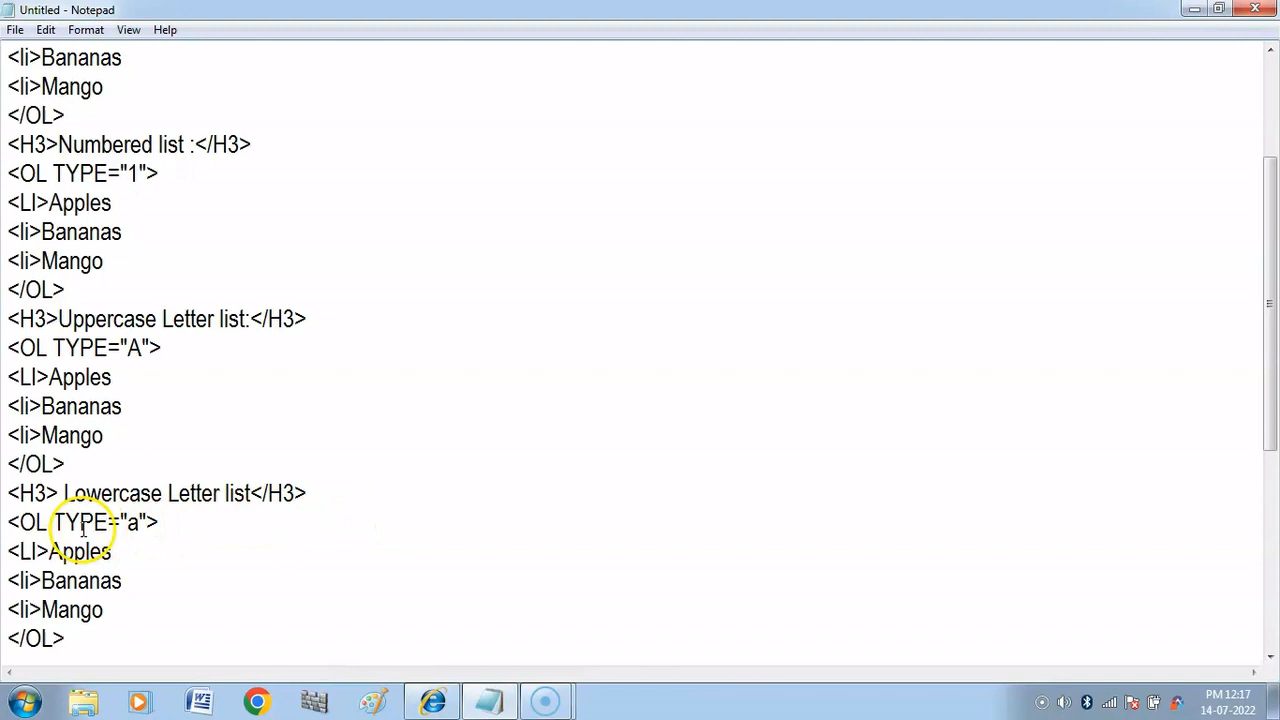 Untitled - Notepad
File Edit Format View Help
<li>Bananas
<li>Mango
</OL>
<H3>Numbered list :</H3>
<OL TYPE="1">
<LI>Apples
<li>Bananas
<li>Mango
</OL>
<H3>Uppercase Letter list:</H3>
<OL TYPE="A">
<LI>Apples
<li>Bananas
<li>Mango
</OL>
<H3> Lowercase Letter list</H3>
<OL TYPE="a">
<LI>Apples
<li>Bananas
<li>Mango
</OL>
PM 12:17
14-07-2022